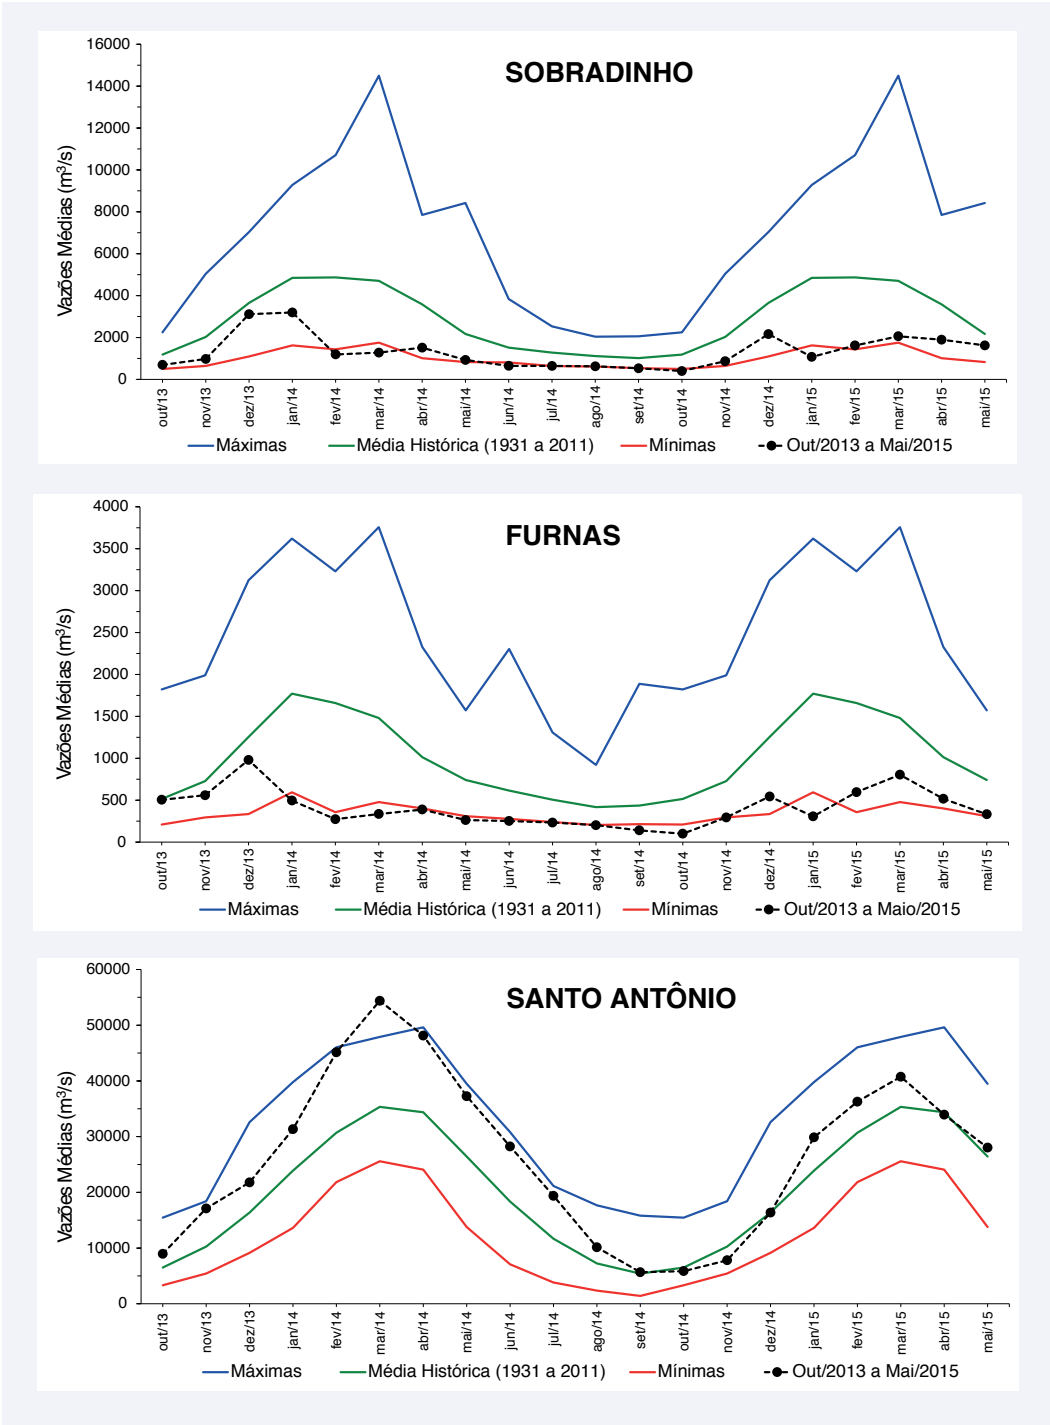 SOBRADINHO
Vazões Médias (m³/s)
16000
14000
12000
10000
8000
6000
4000
2000
0
out/13 nov/13 dez/13 jan/14 fev/14 mar/14 abr/14 mai/14 jun/14 jul/14 ago/14 set/14 out/14 nov/14 dez/14 jan/15 fev/15 mar/15 abr/15 mai/15
Máximas Média Histórica (1931 a 2011) Mínimas Out/2013 a Mai/2015
FURNAS
Vazões Médias (m³/s)
4000
3500
3000
2500
2000
1500
1000
500
0
out/13 nov/13 dez/13 jan/14 fev/14 mar/14 abr/14 mai/14 jun/14 jul/14 ago/14 set/14 out/14 nov/14 dez/14 jan/15 fev/15 mar/15 abr/15 mai/15
Máximas Média Histórica (1931 a 2011) Mínimas Out/2013 a Maio/2015
SANTO ANTÔNIO
Vazões Médias (m³/s)
60000
50000
40000
30000
20000
10000
0
out/13 nov/13 dez/13 jan/14 fev/14 mar/14 abr/14 mai/14 jun/14 jul/14 ago/14 set/14 out/14 nov/14 dez/14 jan/15 fev/15 mar/15 abr/15 mai/15
Máximas Média Histórica (1931 a 2011) Mínimas Out/2013 a Mai/2015